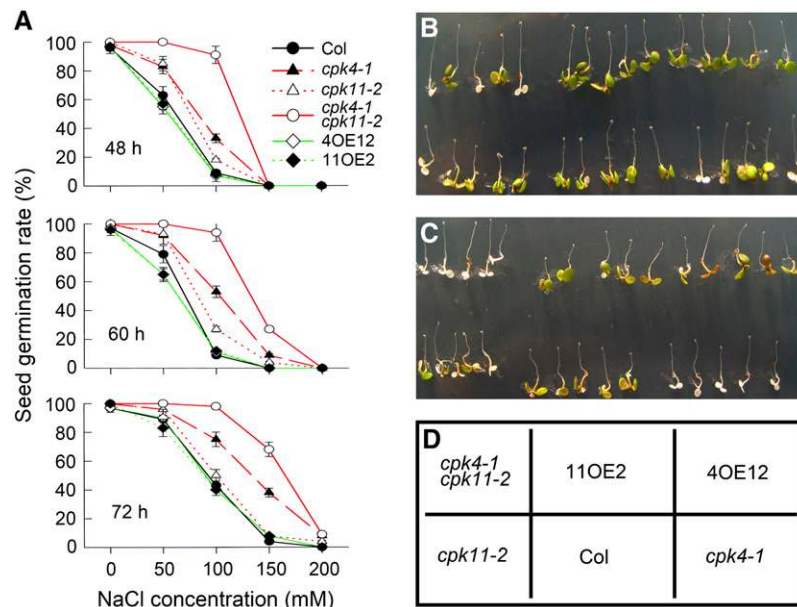 A
100
80
60
40
20
0
48 h
Col
cpk4-1
cpk11-2
cpk4-1
cpk11-2
4OE12
11OE2
100
80
60
40
20
0
60 h
100
80
60
40
20
0
72 h
0 50 100 150 200
Seed germination rate (%)
NaCl concentration (mM)
B
C
D
cpk4-1
cpk11-2
11OE2
4OE12
cpk11-2
Col
cpk4-1